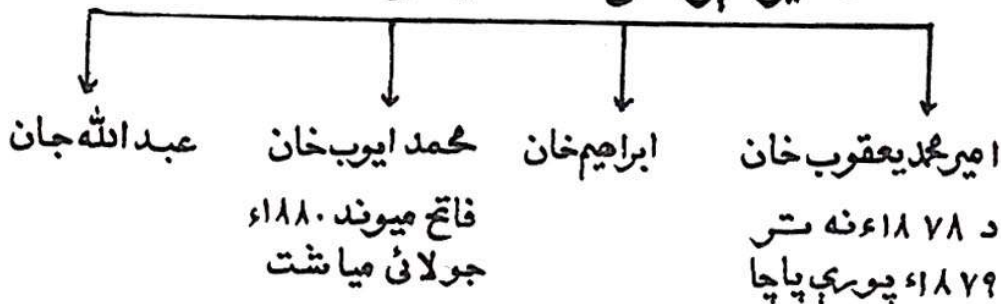 امیر محمد یعقوب خان
د ۱۸۷۸ء نه تر
۱۸۷۹ء پورې پاچا
ابراهیم خان
محمد ایوب خان
فاتح میوند ۱۸۸۰ء
جولائی میاشت
عبدالله جان